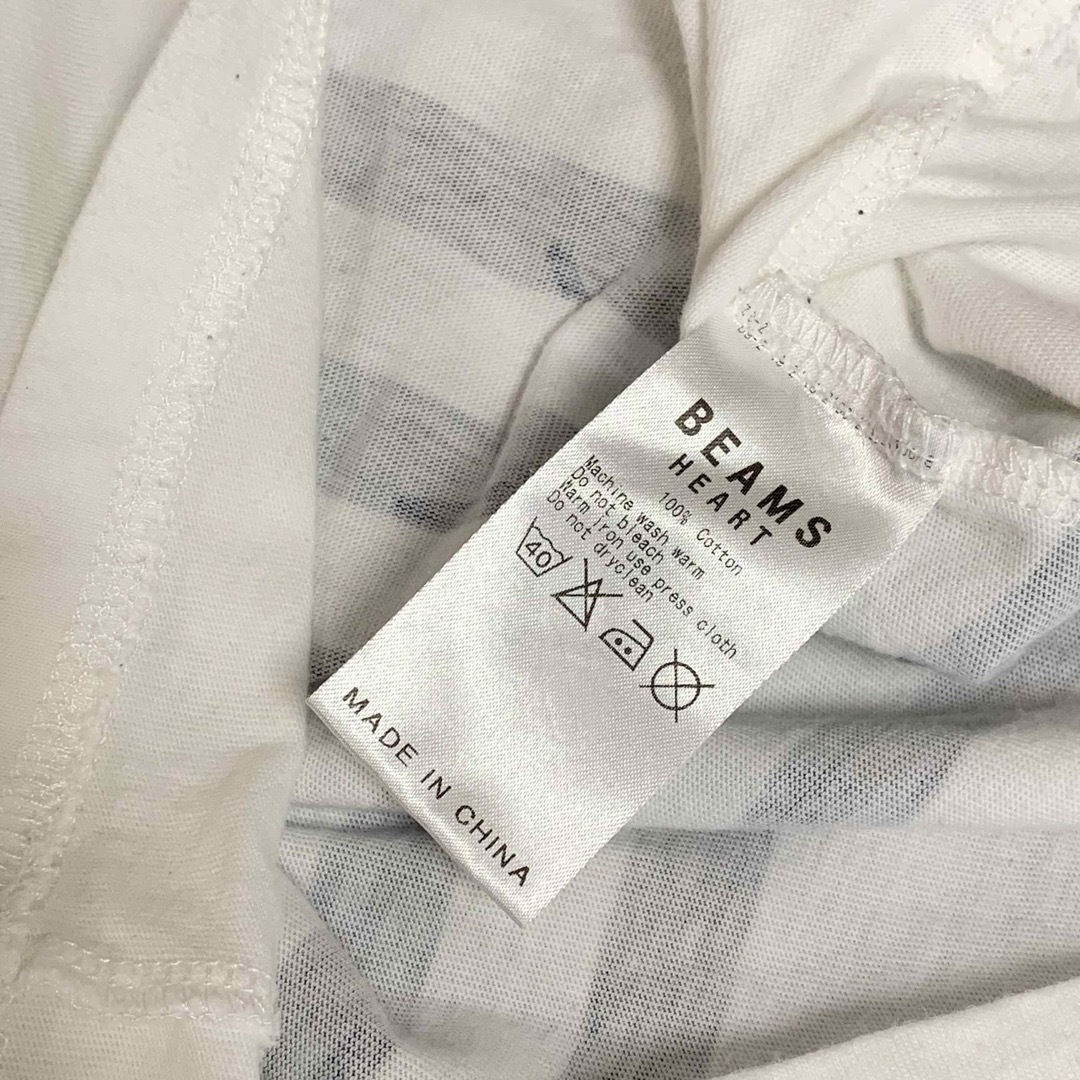 BEAMS
HEART
100% Cotton
Machine wash warm
Do not bleach
Warm iron use press cloth
Do not dryclean
40
MADE IN CHINA